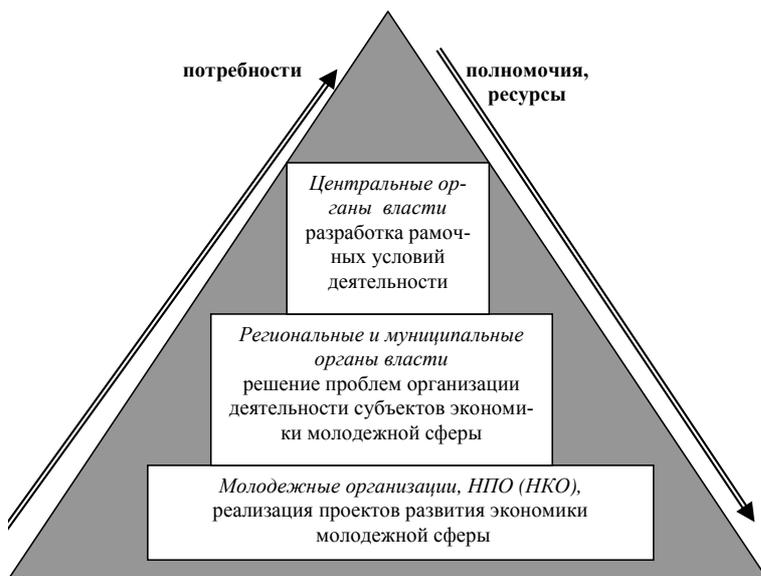 потребности
полномочия,
ресурсы
Центральные ор-
ганы власти
разработка рамоч-
ных условий
деятельности
Региональные и муниципальные
органы власти
решение проблем организации
деятельности субъектов экономи-
ки молодежной сферы
Молодежные организации, НПО (НКО),
реализация проектов развития экономики
молодежной сферы